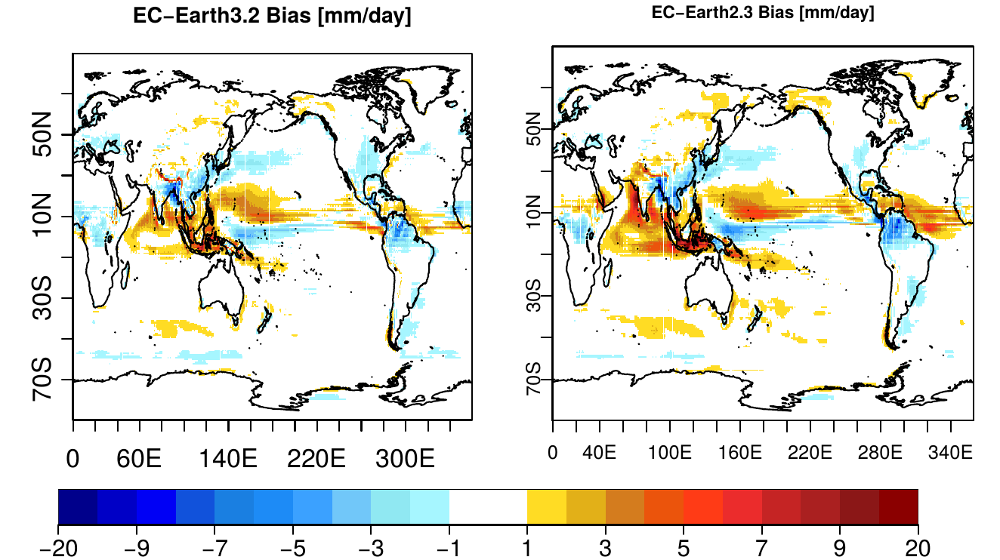 EC−Earth3.2 Bias [mm/day]
EC−Earth2.3 Bias [mm/day]
50N
10N
30S
70S
0 60E 140E 220E 300E
50N
10N
30S
70S
0 40E 100E 160E 220E 280E 340E
−20 −9 −7 −5 −3 −1 1 3 5 7 9 20